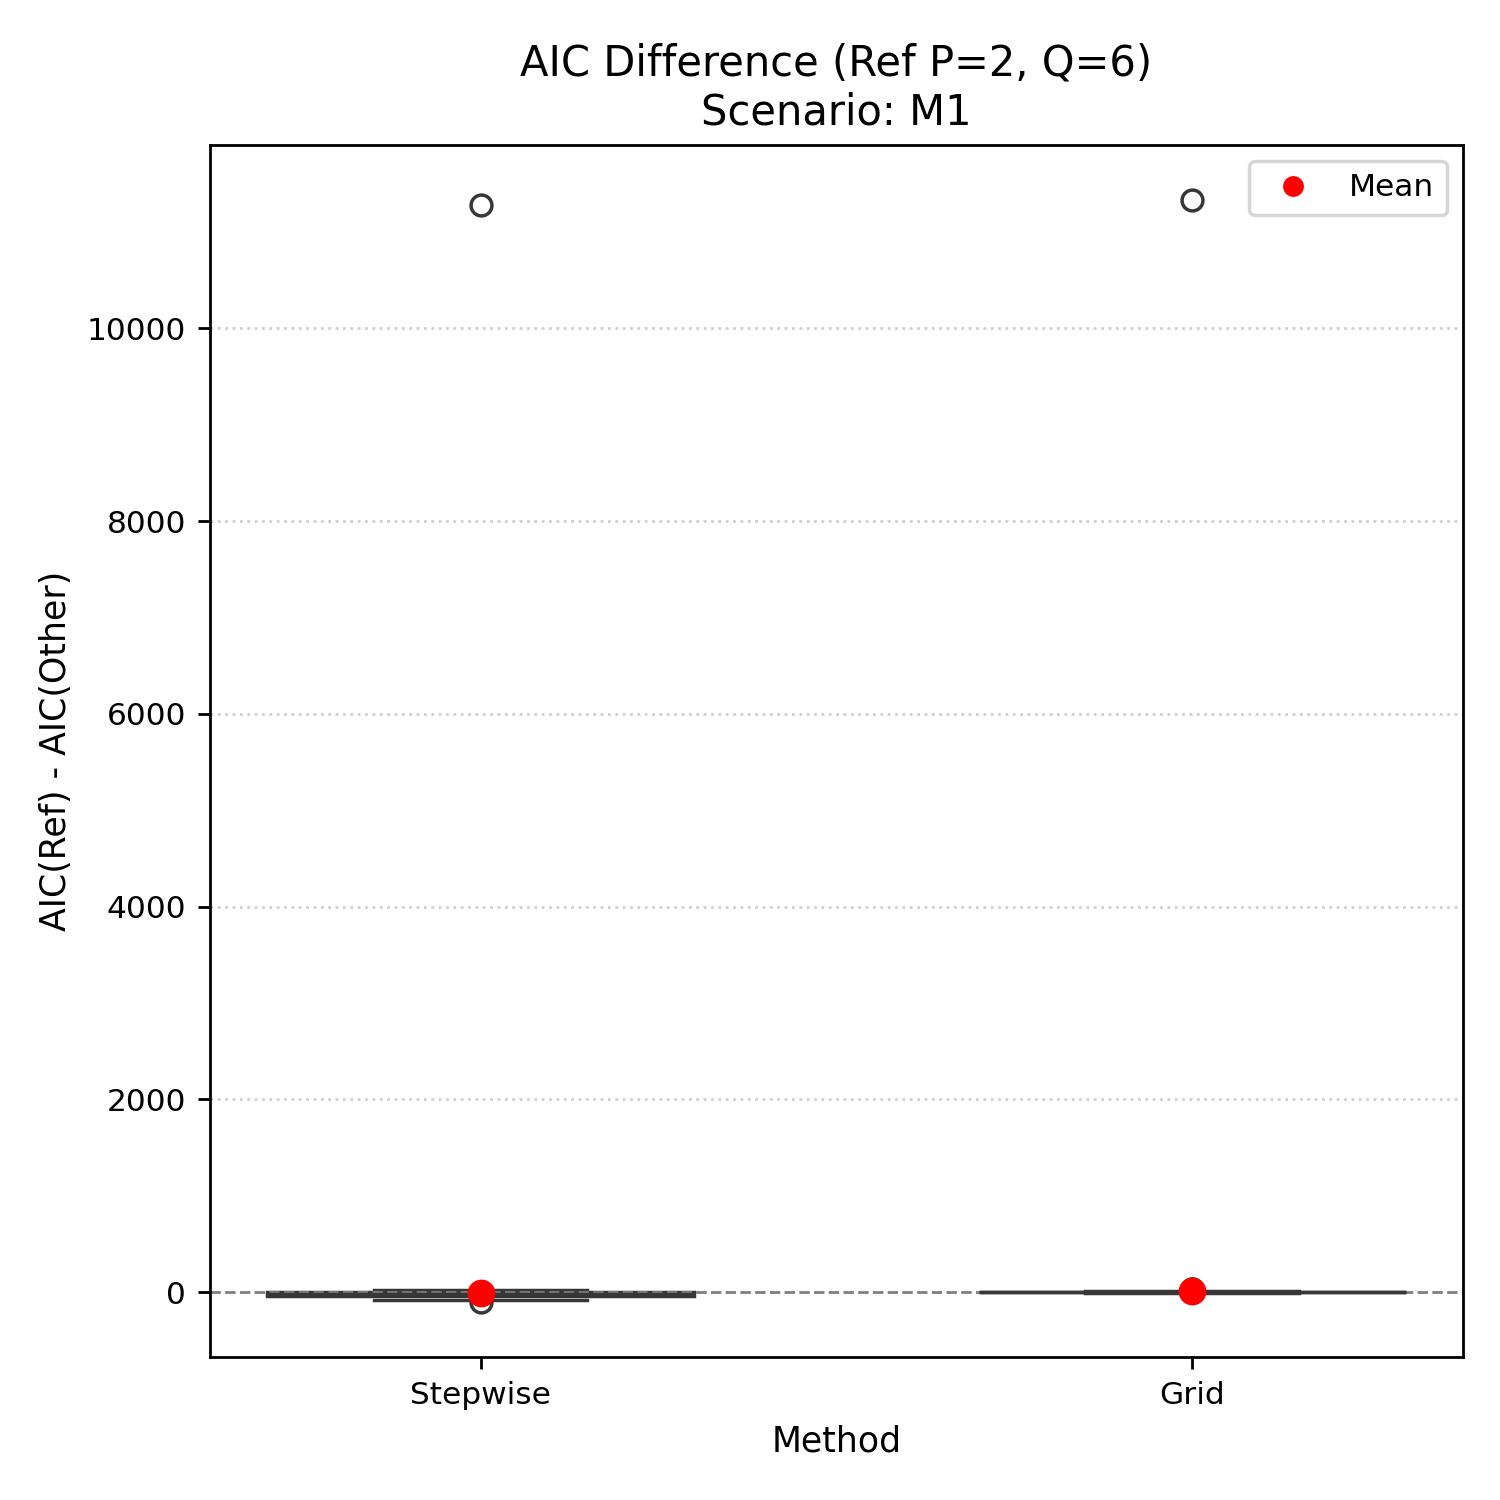 AIC Difference (Ref P=2, Q=6)
Scenario: M1
Mean
AIC(Ref) - AIC(Other)
10000
8000
6000
4000
2000
0
Stepwise
Grid
Method